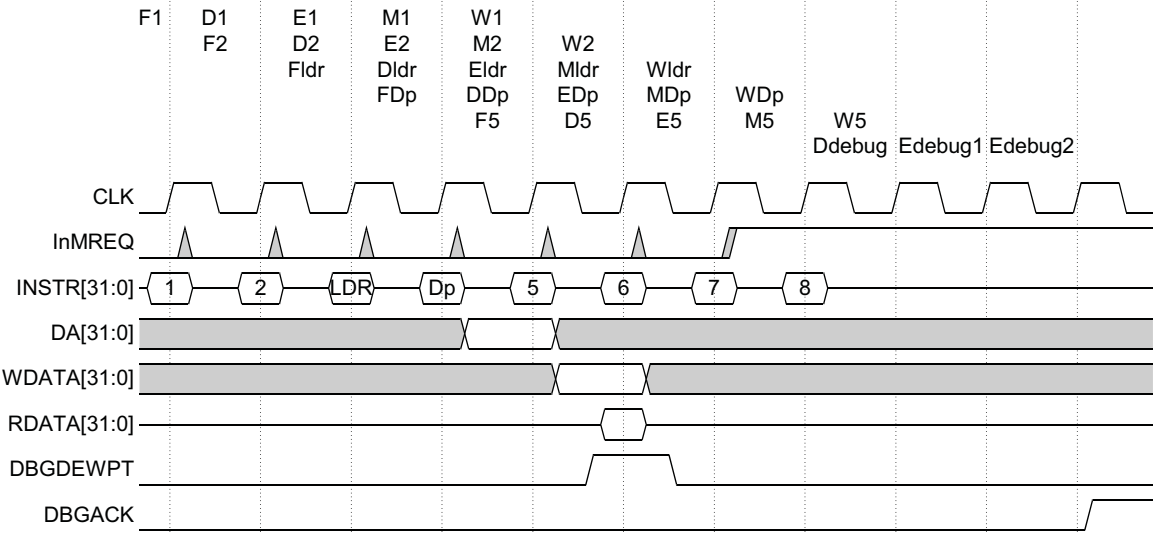 F1 D1 E1 M1 W1
F2 D2 E2 M2 W2
Fldr Dldr Eldr Mldr Wldr
FDp DDp EDp MDp WDp
F5 D5 E5 M5 W5
Ddebug Edebug1 Edebug2
CLK
InMREQ
INSTR[31:0] 1 2 LDR Dp 5 6 7 8
DA[31:0]
WDATA[31:0]
RDATA[31:0]
DBGDEWPT
DBGACK